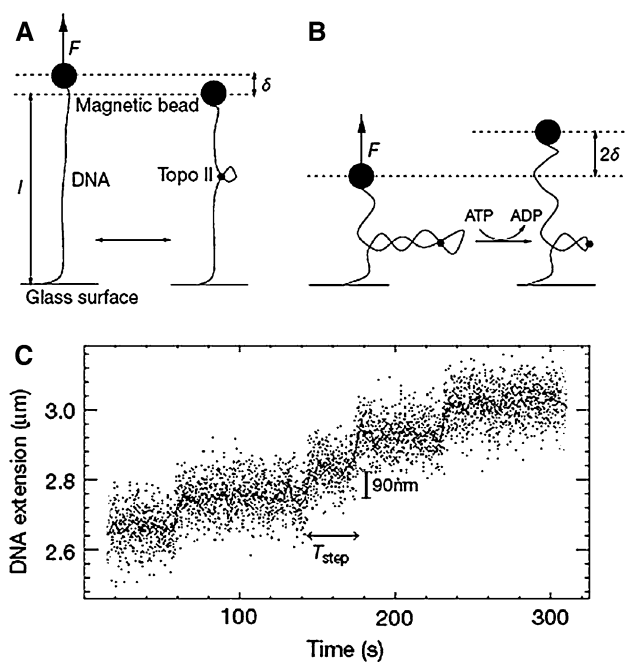 A
F
δ
Magnetic bead
l
DNA
Topo II
Glass surface
B
F
2δ
ATP ADP
C
DNA extension (μm)
3.0
2.8
2.6
90nm
Tstep
100 200 300
Time (s)